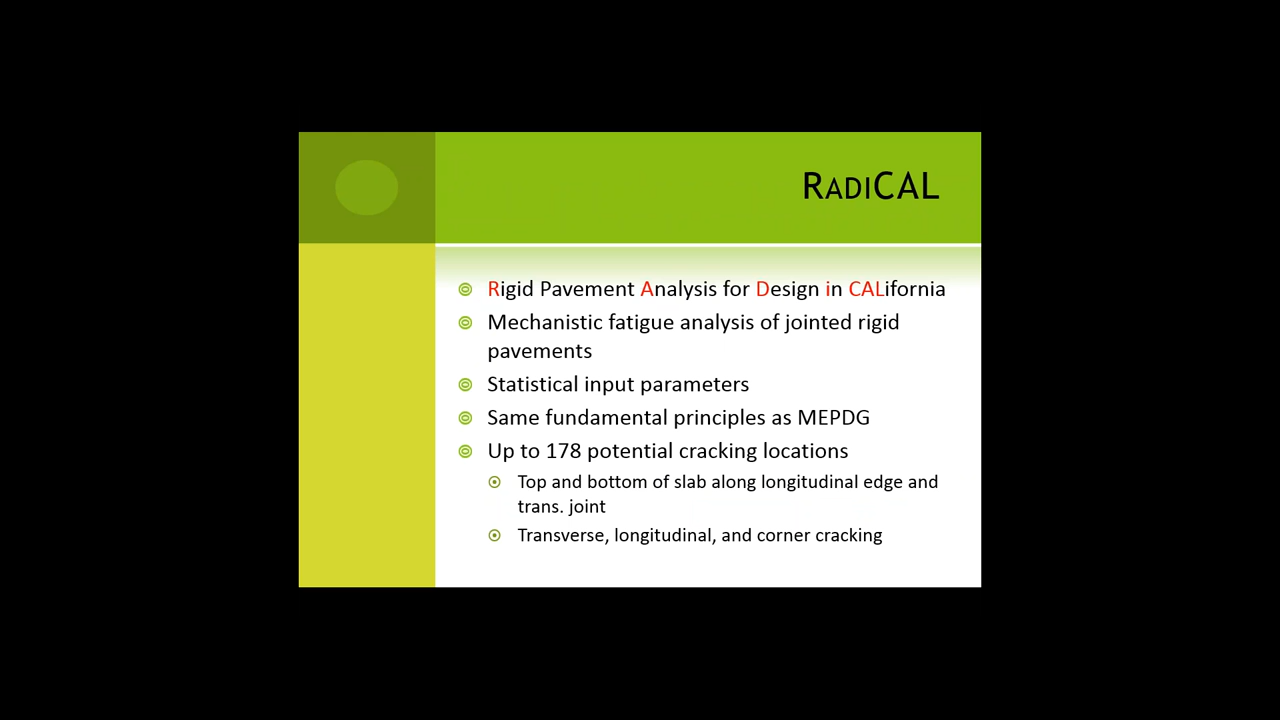 RADICAL
Rigid Pavement Analysis for Design in CALifornia
Mechanistic fatigue analysis of jointed rigid
pavements
Statistical input parameters
Same fundamental principles as MEPDG
Up to 178 potential cracking locations
Top and bottom of slab along longitudinal edge and
trans. joint
Transverse, longitudinal, and corner cracking